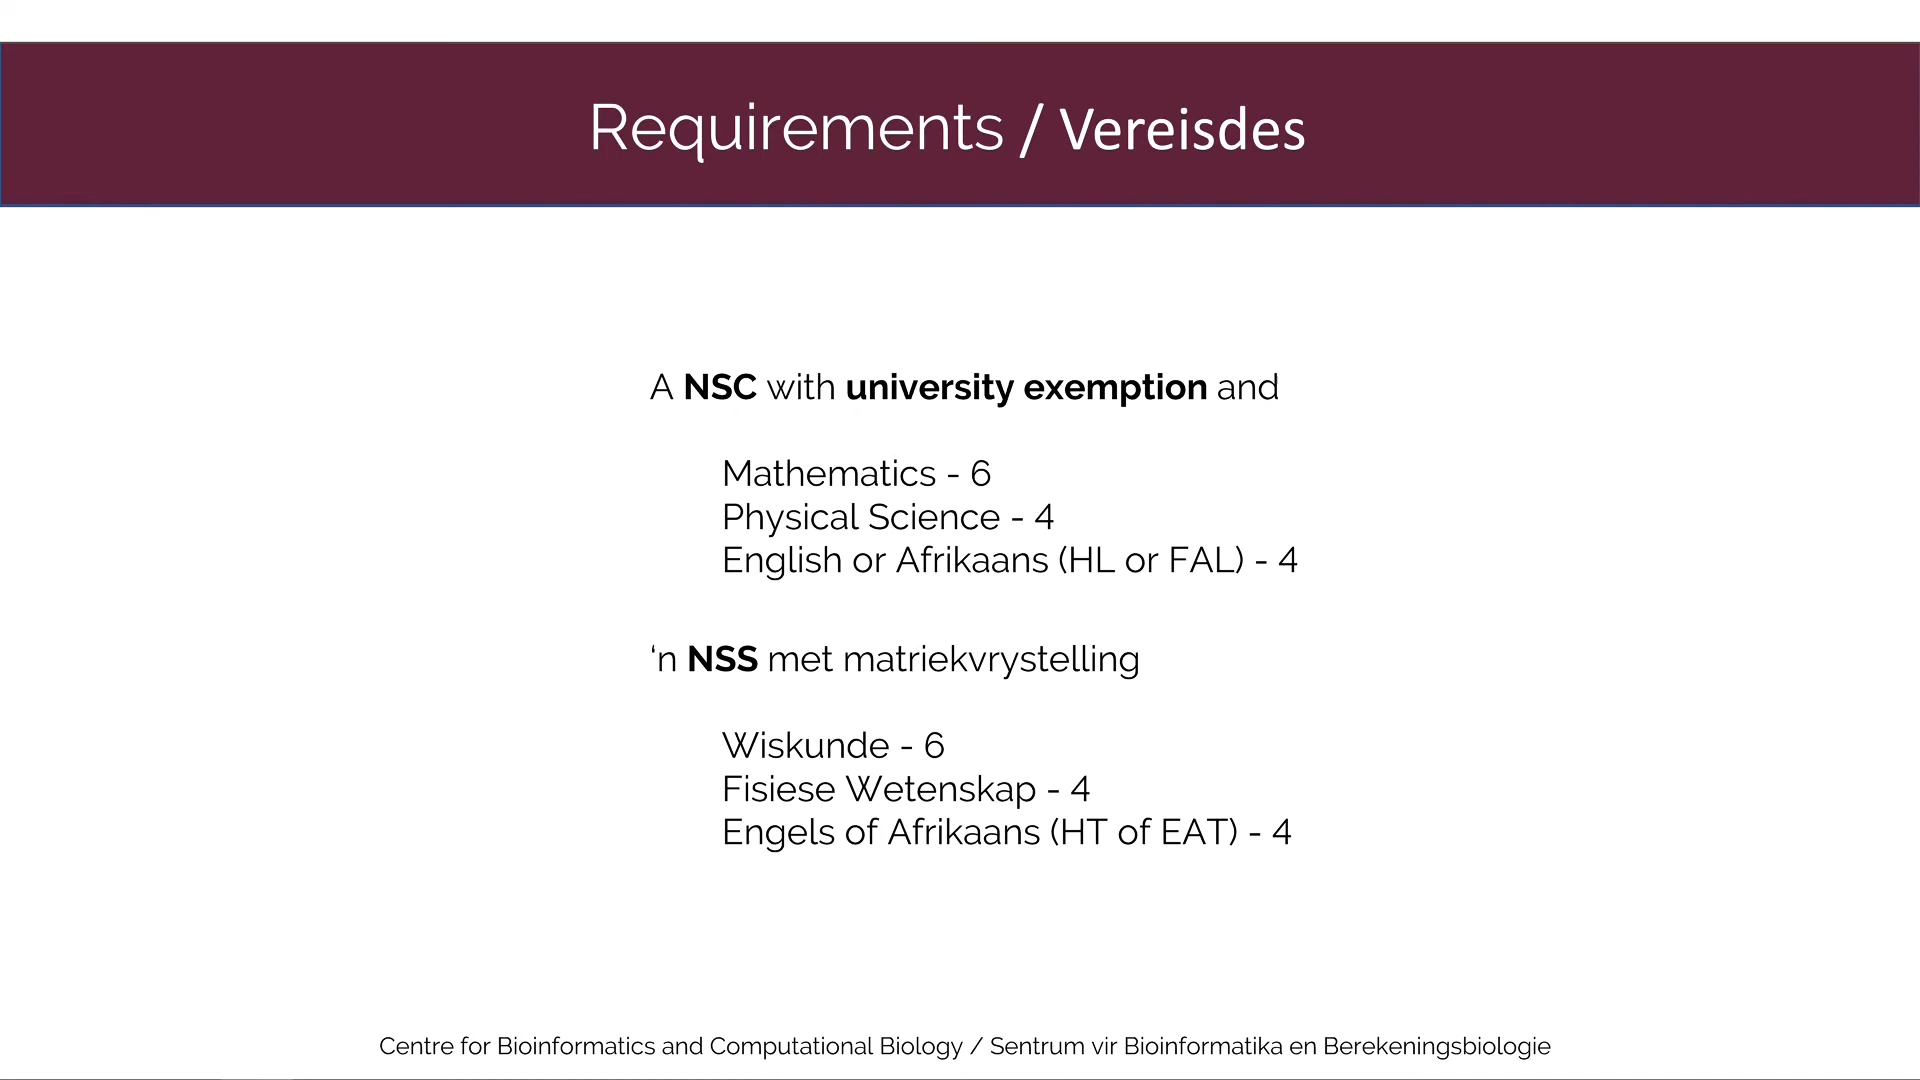 Requirements / Vereisdes
A NSC with university exemption and
Mathematics - 6
Physical Science - 4
English or Afrikaans (HL or FAL) - 4
‘n NSS met matriekvrystelling
Wiskunde - 6
Fisiese Wetenskap - 4
Engels of Afrikaans (HT of EAT) - 4
Centre for Bioinformatics and Computational Biology / Sentrum vir Bioinformatika en Berekeningsbiologie